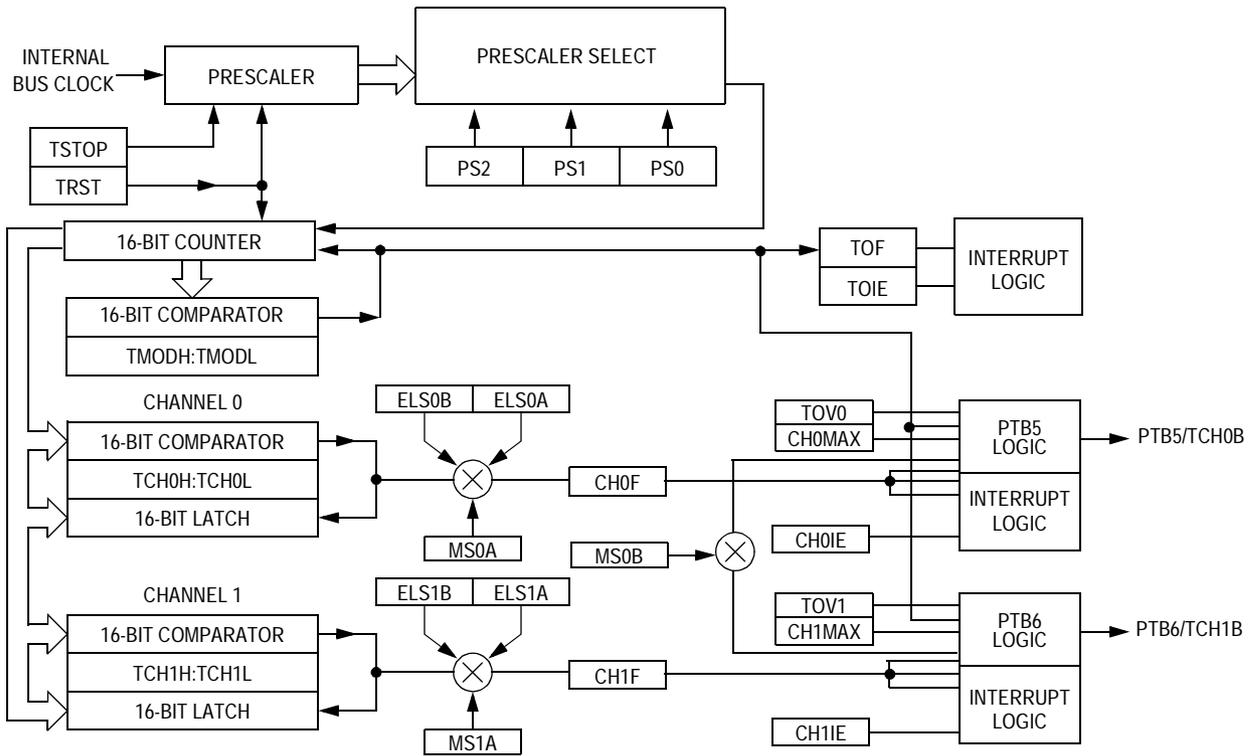 INTERNAL
BUS CLOCK
PRESCALER
PRESCALER SELECT
TSTOP
TRST
PS2
PS1
PS0
16-BIT COUNTER
TOF
TOIE
INTERRUPT
LOGIC
16-BIT COMPARATOR
TMODH:TMODL
CHANNEL 0
ELS0B
ELS0A
16-BIT COMPARATOR
TCH0H:TCH0L
16-BIT LATCH
MS0A
CH0F
TOV0
CH0MAX
PTB5
LOGIC
PTB5/TCH0B
INTERRUPT
LOGIC
CH0IE
MS0B
CHANNEL 1
ELS1B
ELS1A
16-BIT COMPARATOR
TCH1H:TCH1L
16-BIT LATCH
MS1A
CH1F
TOV1
CH1MAX
PTB6
LOGIC
PTB6/TCH1B
INTERRUPT
LOGIC
CH1IE